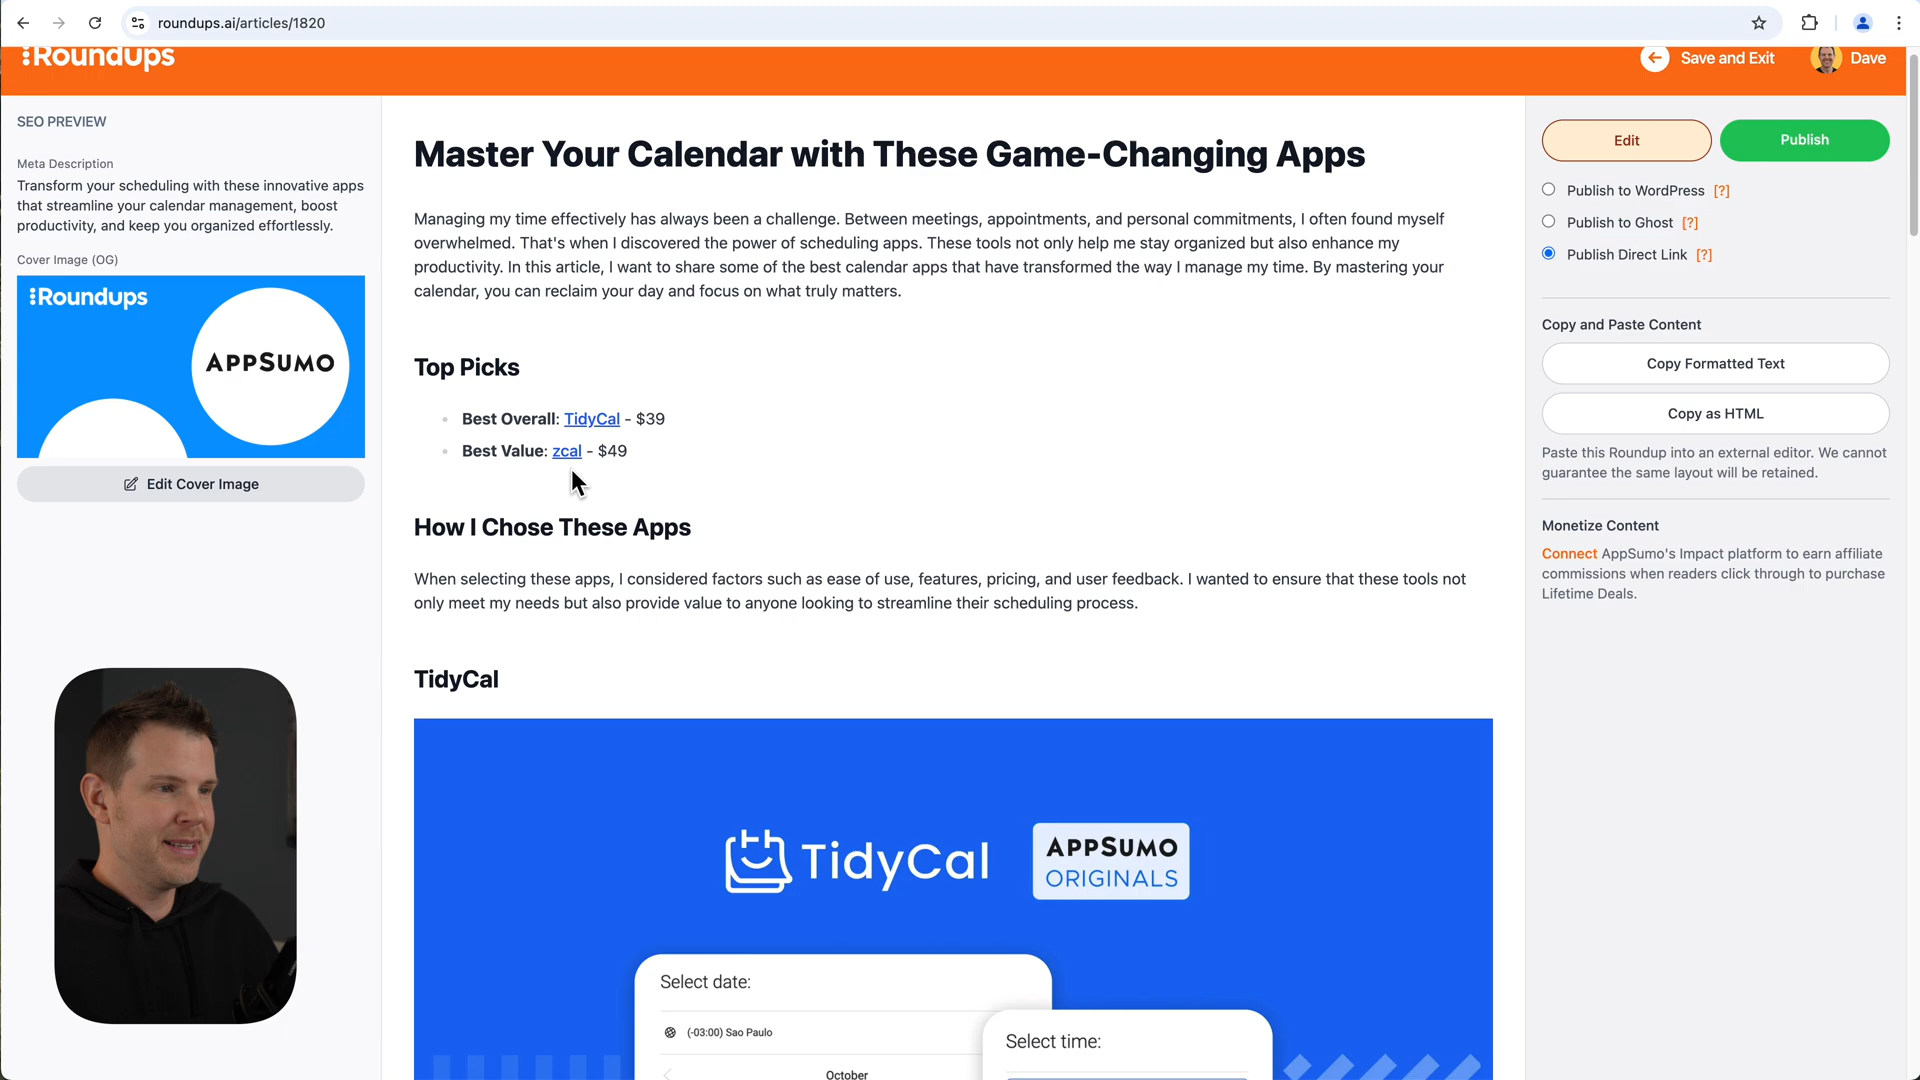 roundups.ai/articles/1820
Roundups
Save and Exit
Dave
SEO PREVIEW
Meta Description
Transform your scheduling with these innovative apps
that streamline your calendar management, boost
productivity, and keep you organized effortlessly.
Cover Image (OG)
Roundups
APPSUMO
Edit Cover Image
Master Your Calendar with These Game-Changing Apps
Managing my time effectively has always been a challenge. Between meetings, appointments, and personal commitments, I often found myself
overwhelmed. That's when I discovered the power of scheduling apps. These tools not only help me stay organized but also enhance my
productivity. In this article, I want to share some of the best calendar apps that have transformed the way I manage my time. By mastering your
calendar, you can reclaim your day and focus on what truly matters.
Top Picks
Best Overall: TidyCal - $39
Best Value: zcal - $49
How I Chose These Apps
When selecting these apps, I considered factors such as ease of use, features, pricing, and user feedback. I wanted to ensure that these tools not
only meet my needs but also provide value to anyone looking to streamline their scheduling process.
TidyCal
TidyCal
APPSUMO
ORIGINALS
Select date:
(-03:00) Sao Paulo
October
Select time:
Edit
Publish
Publish to WordPress [?]
Publish to Ghost [?]
Publish Direct Link [?]
Copy and Paste Content
Copy Formatted Text
Copy as HTML
Paste this Roundup into an external editor. We cannot
guarantee the same layout will be retained.
Monetize Content
Connect AppSumo's Impact platform to earn affiliate
commissions when readers click through to purchase
Lifetime Deals.